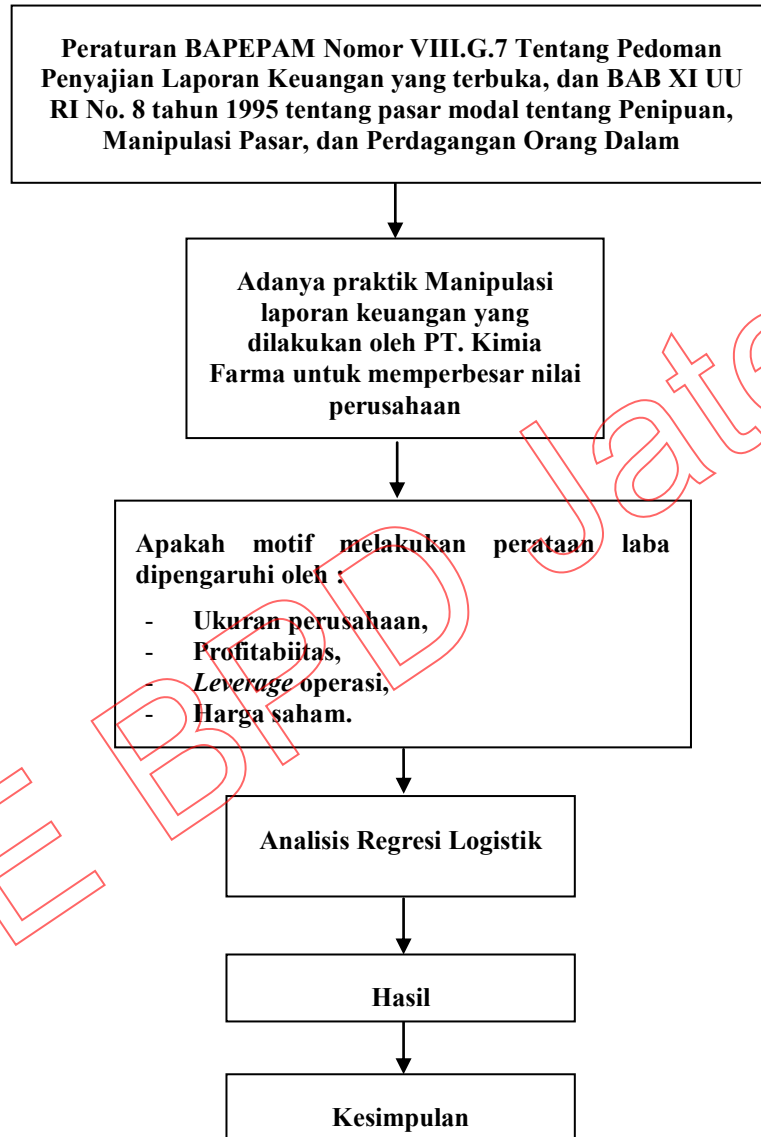 Peraturan BAPEPAM Nomor VIII.G.7 Tentang Pedoman
Penyajian Laporan Keuangan yang terbuka, dan BAB XI UU
RI No. 8 tahun 1995 tentang pasar modal tentang Penipuan,
Manipulasi Pasar, dan Perdagangan Orang Dalam
Adanya praktik Manipulasi
laporan keuangan yang
dilakukan oleh PT. Kimia
Farma untuk memperbesar nilai
perusahaan
Apakah motif melakukan perataan laba
dipengaruhi oleh :
- Ukuran perusahaan,
- Profitabiitas,
- Leverage operasi,
- Harga saham.
Analisis Regresi Logistik
Hasil
Kesimpulan
E BPD Jate